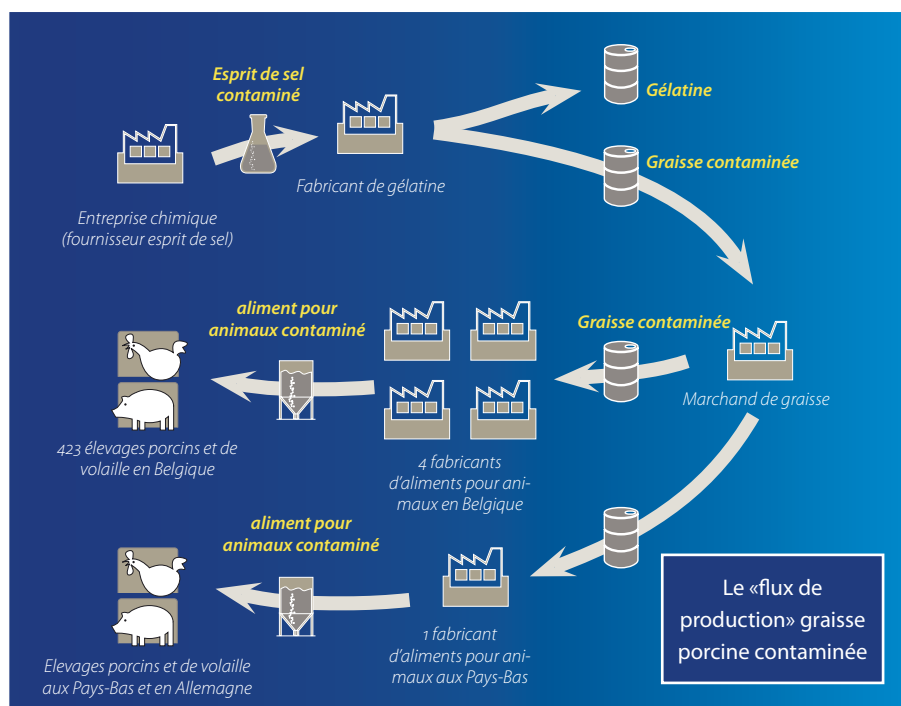 Esprit de sel
contaminé
Gélatine
Graisse contaminée
Fabricant de gélatine
Entreprise chimique
(fournisseur esprit de sel)
aliment pour
animaux contaminé
Graisse contaminée
Marchand de graisse
423 élevages porcins et de
volaille en Belgique
4 fabricants
d'aliments pour ani-
maux en Belgique
aliment pour
animaux contaminé
1 fabricant
d'aliments pour ani-
maux aux Pays-Bas
Elevages porcins et de volaille
aux Pays-Bas et en Allemagne
Le «flux de
production» graisse
porcine contaminée